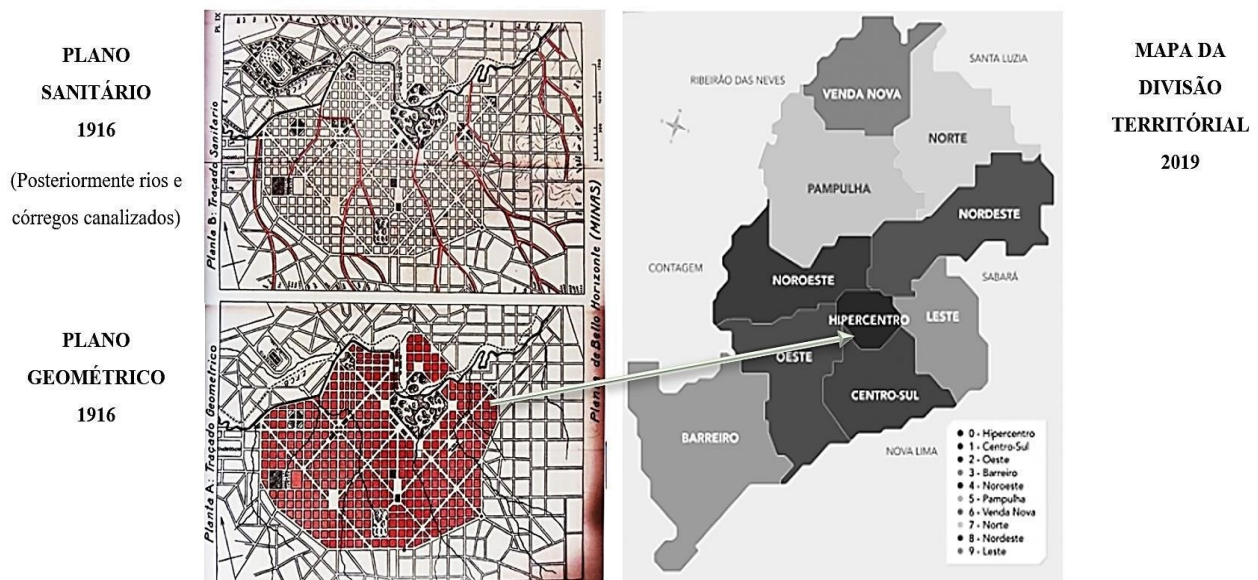 PLANO
SANITÁRIO
1916
(Posteriormente rios e
córregos canalizados)
PLANO
GEOMÉTRICO
1916
Pl. IX
Planta B: Traçado Sanitario
Planta A: Traçado Geometrico
Planta de Bello Horizonte (MINAS)
RIBEIRÃO DAS NEVES
SANTA LUZIA
VENDA NOVA
NORTE
PAMPULHA
NORDESTE
CONTAGEM
SABARÁ
NOROESTE
HIPERCENTRO
LESTE
OESTE
CENTRO-SUL
BARREIRO
NOVA LIMA
0 - Hipercentro
1 - Centro-Sul
2 - Oeste
3 - Barreiro
4 - Noroeste
5 - Pampulha
6 - Venda Nova
7 - Norte
8 - Nordeste
9 - Leste
MAPA DA
DIVISÃO
TERRITÓRIAL
2019